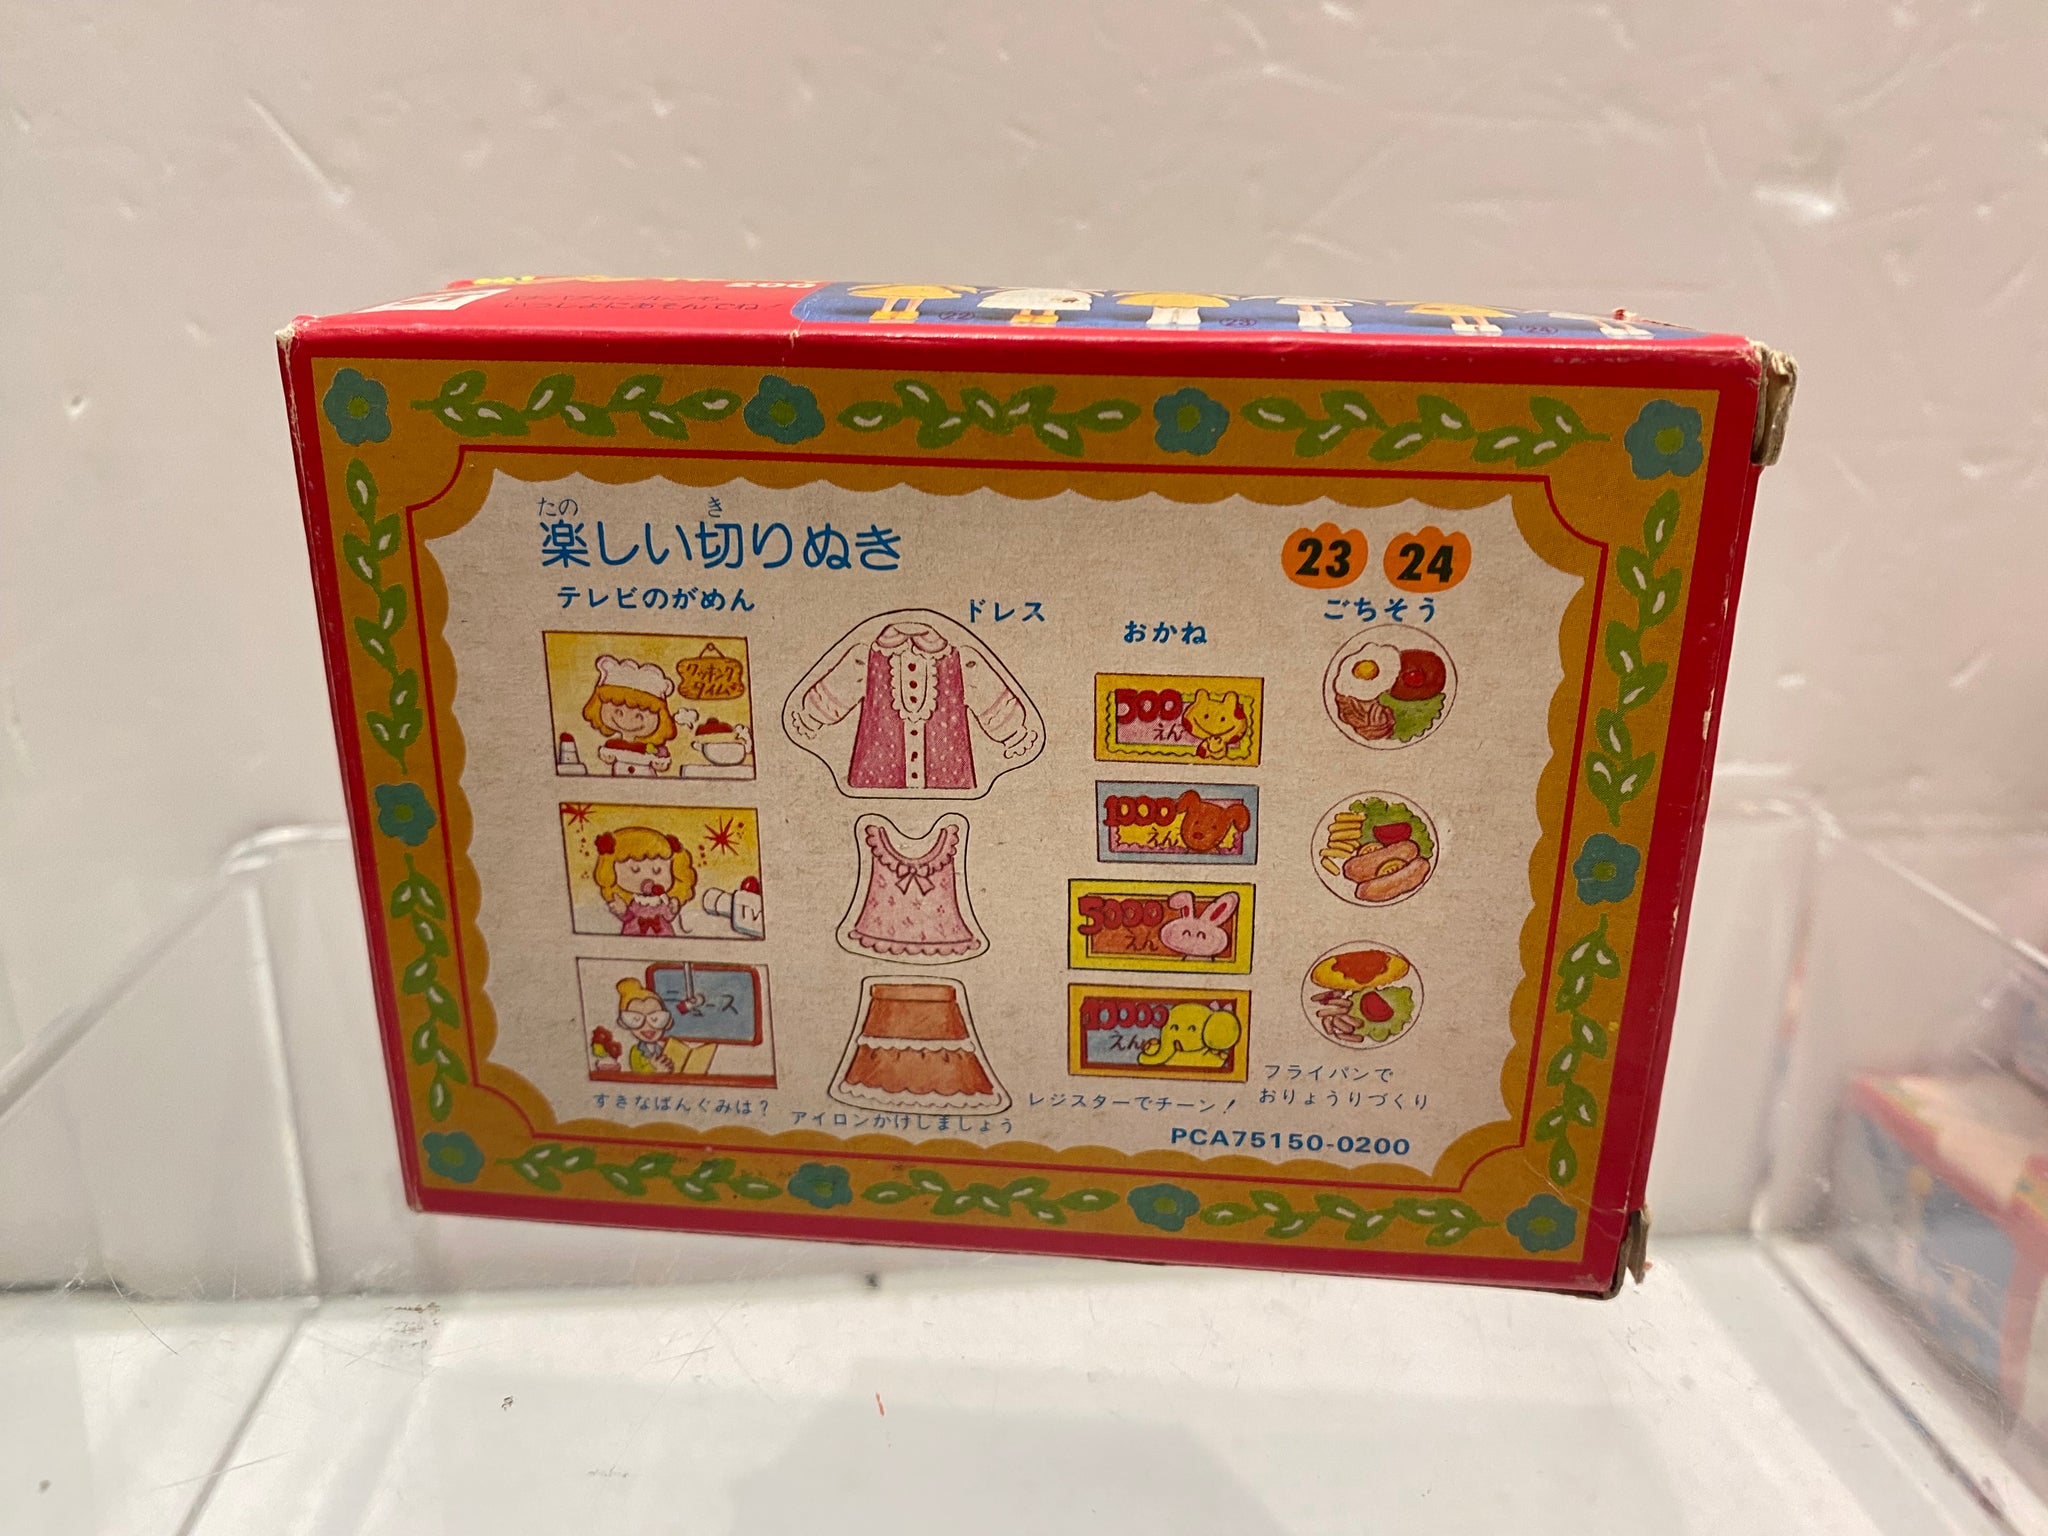 22
23
24
たの き
楽しい切りぬき
23 24
テレビのがめん
ドレス
おかね
ごちそう
クッキング
タイム
500
えん
1000
えん
TV
5000
えん
ニュース
10000
えん
すきなばんぐみは?
アイロンかけしましょう
レジスターでチーン!
フライパンで
おりょうりづくり
PCA75150-0200